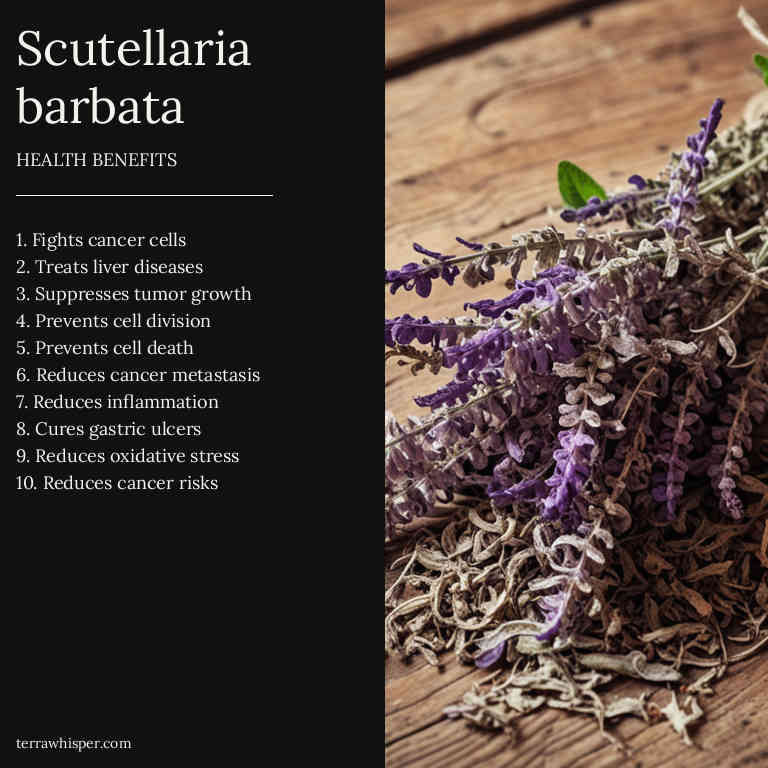 Scutellaria
barbata
HEALTH BENEFITS
1. Fights cancer cells
2. Treats liver diseases
3. Suppresses tumor growth
4. Prevents cell division
5. Prevents cell death
6. Reduces cancer metastasis
7. Reduces inflammation
8. Cures gastric ulcers
9. Reduces oxidative stress
10. Reduces cancer risks
terrawhisper.com